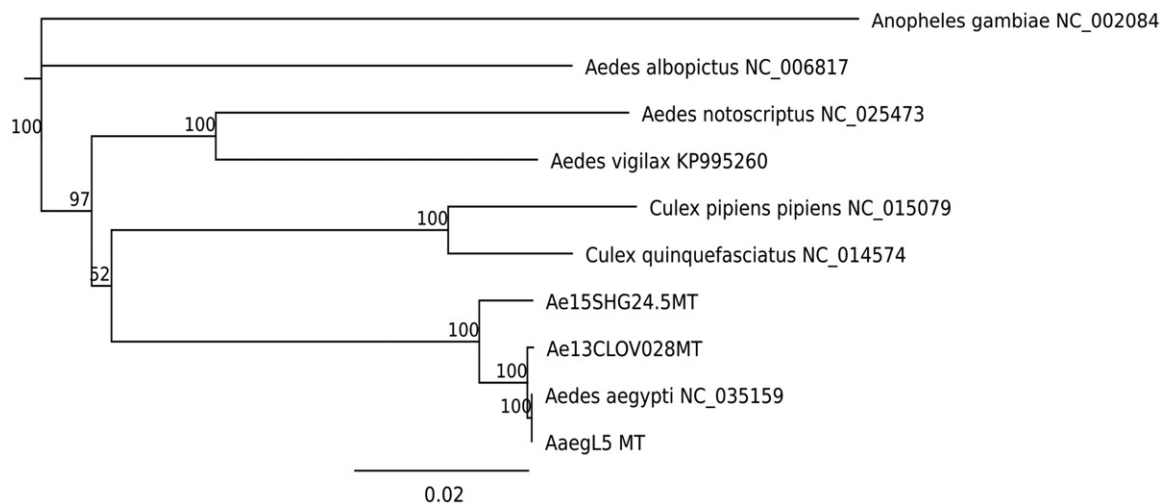 Anopheles gambiae NC_002084
Aedes albopictus NC_006817
100
Aedes notoscriptus NC_025473
100
Aedes vigilax KP995260
97
Culex pipiens pipiens NC_015079
100
Culex quinquefasciatus NC_014574
52
Ae15SHG24.5MT
100
Ae13CLOV028MT
100
Aedes aegypti NC_035159
100
AaegL5 MT
0.02